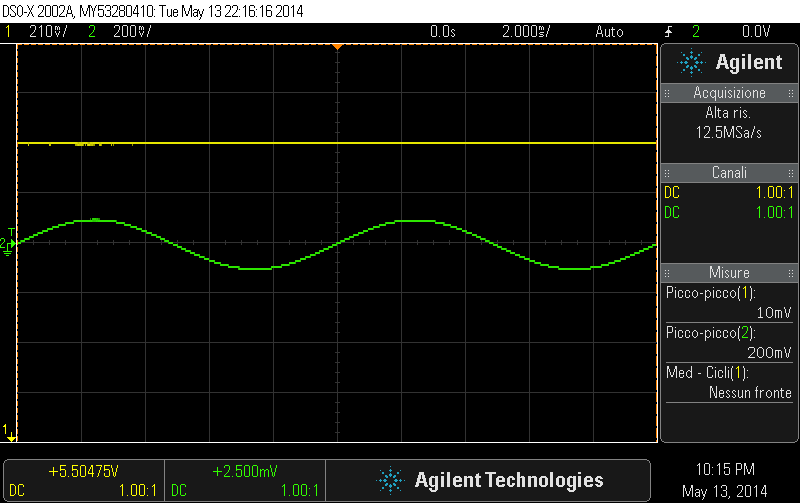 DSO-X 2002A, MY53280410: Tue May 13 22:16:16 2014
1 210V/ 2 200V/ 0.0s 2.000s/ Auto 2 0.0V
Agilent
Acquisizione
Alta ris.
12.5MSa/s
Canali
DC 1.00:1
DC 1.00:1
Misure
Picco-picco(1):
10mV
Picco-picco(2):
200mV
Med - Cicli(1):
Nessun fronte
T
2
1
+5.50475V
DC 1.00:1
+2.500mV
DC 1.00:1
Agilent Technologies
10:15 PM
May 13, 2014